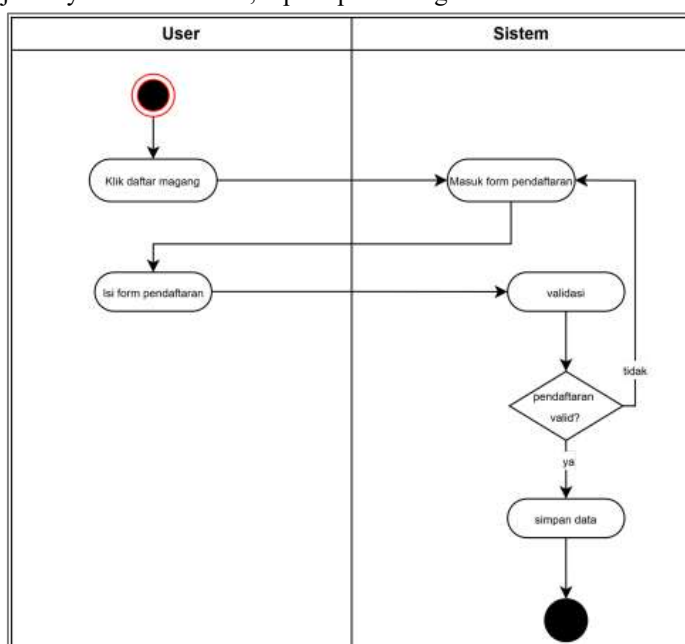 User
Sistem
Klik daftar magang
Masuk form pendaftaran
Isi form pendaftaran
validasi
tidak
pendaftaran
valid?
ya
simpan data